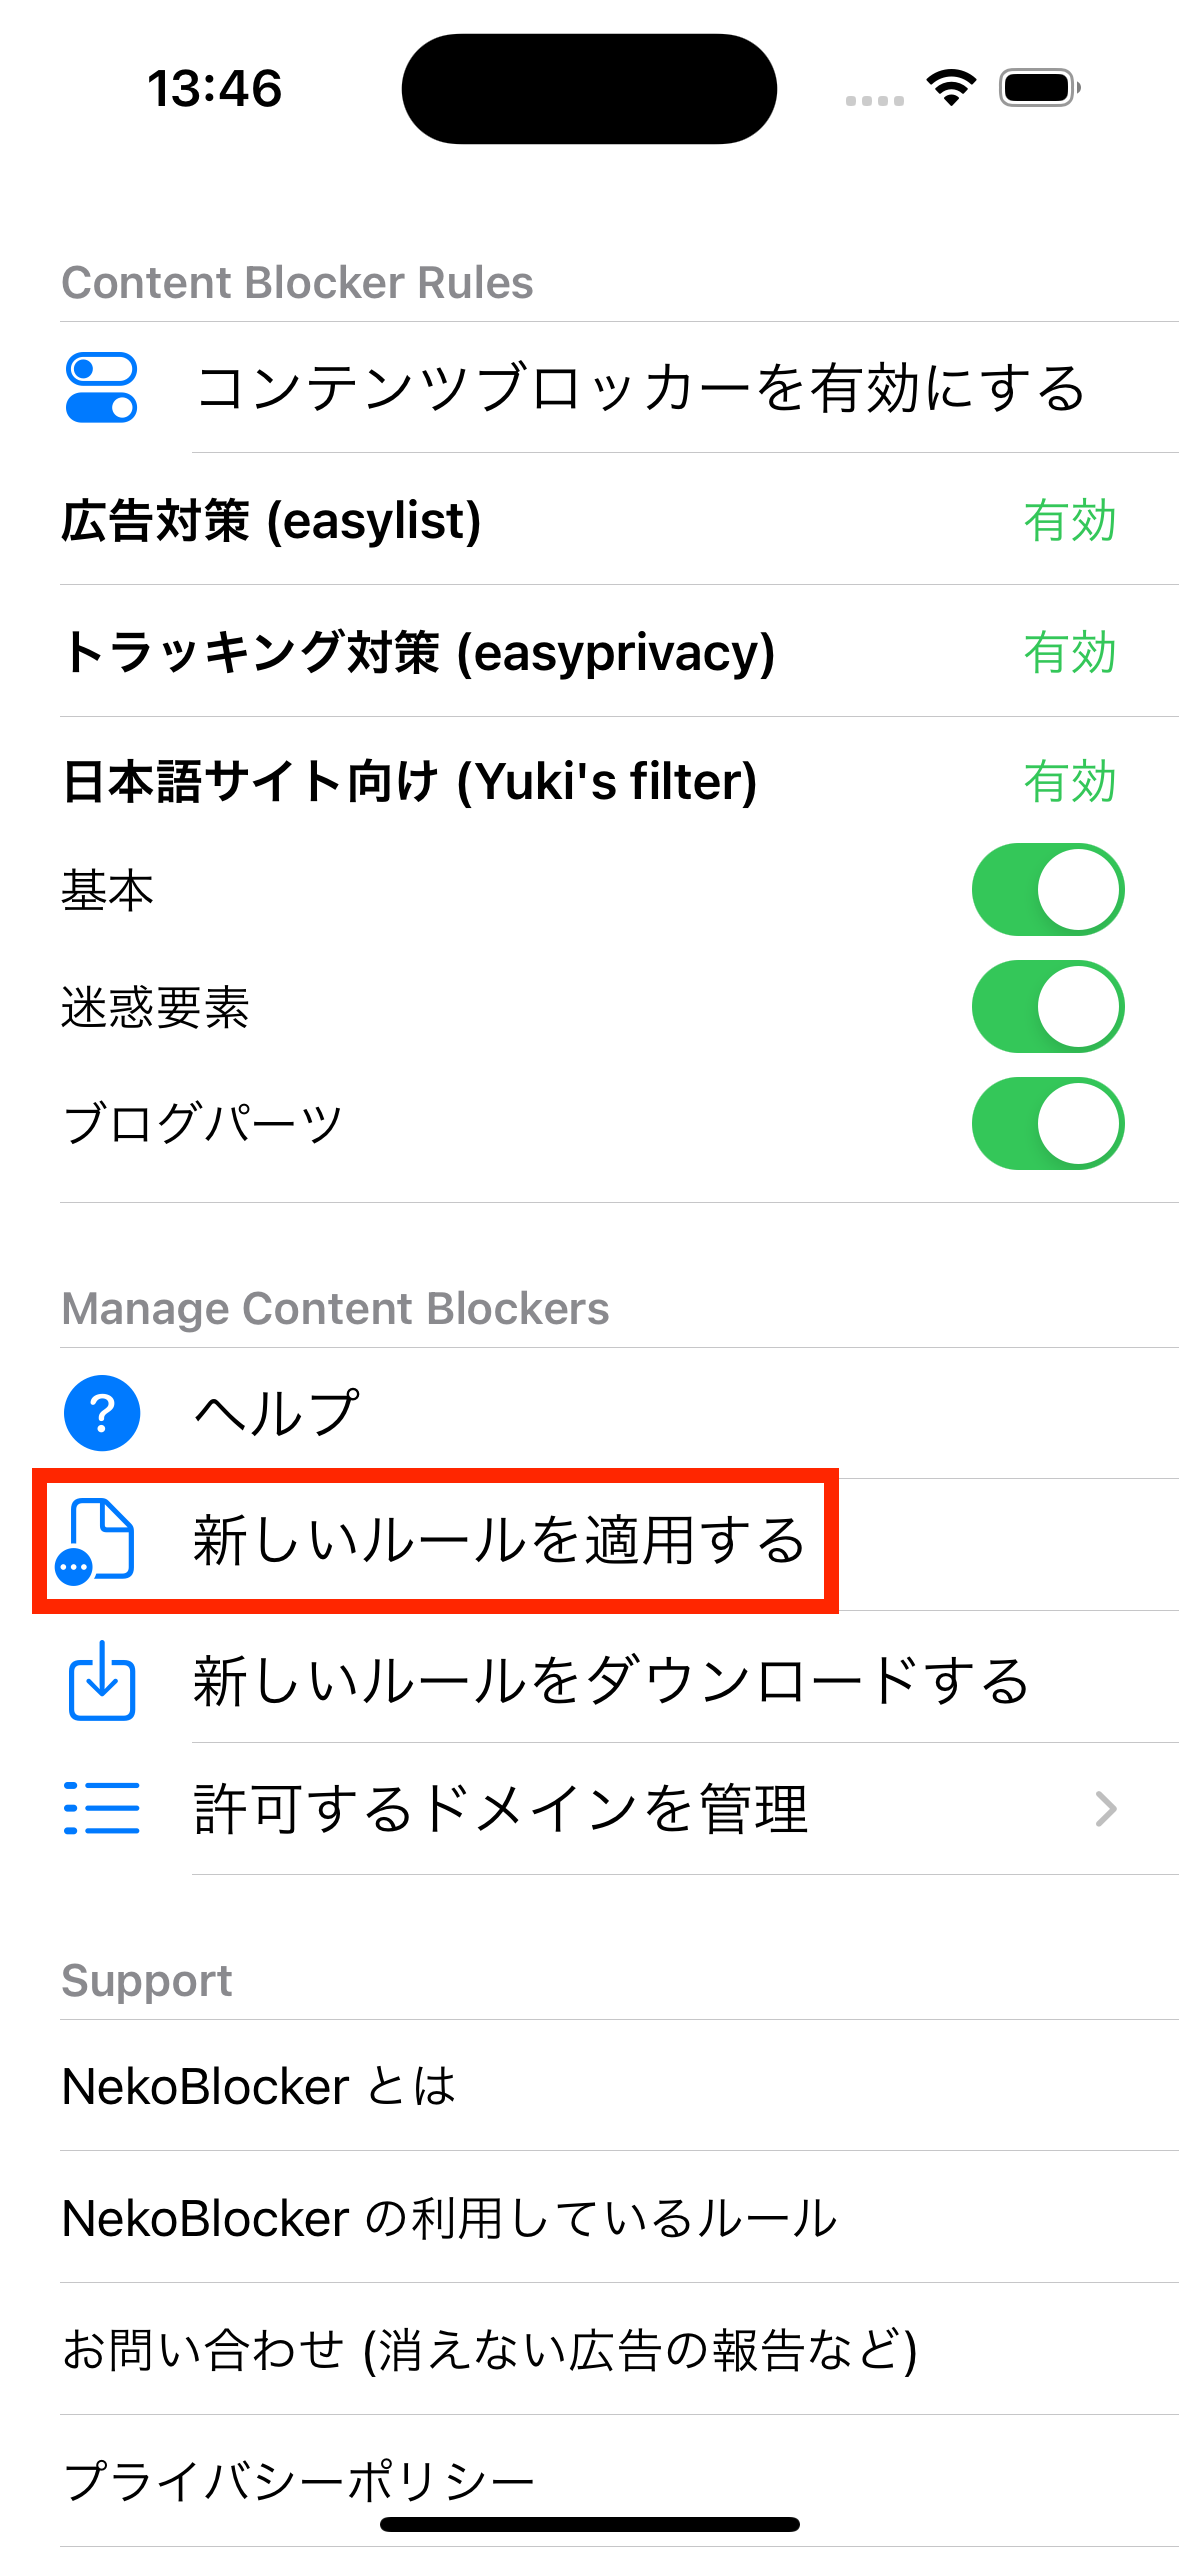 13:46
Content Blocker Rules
コンテンツブロッカーを有効にする
広告対策 (easylist) 有効
トラッキング対策 (easyprivacy) 有効
日本語サイト向け (Yuki's filter) 有効
基本
迷惑要素
ブログパーツ
Manage Content Blockers
? ヘルプ
新しいルールを適用する
新しいルールをダウンロードする
許可するドメインを管理
Support
NekoBlocker とは
NekoBlocker の利用しているルール
お問い合わせ (消えない広告の報告など)
プライバシーポリシー